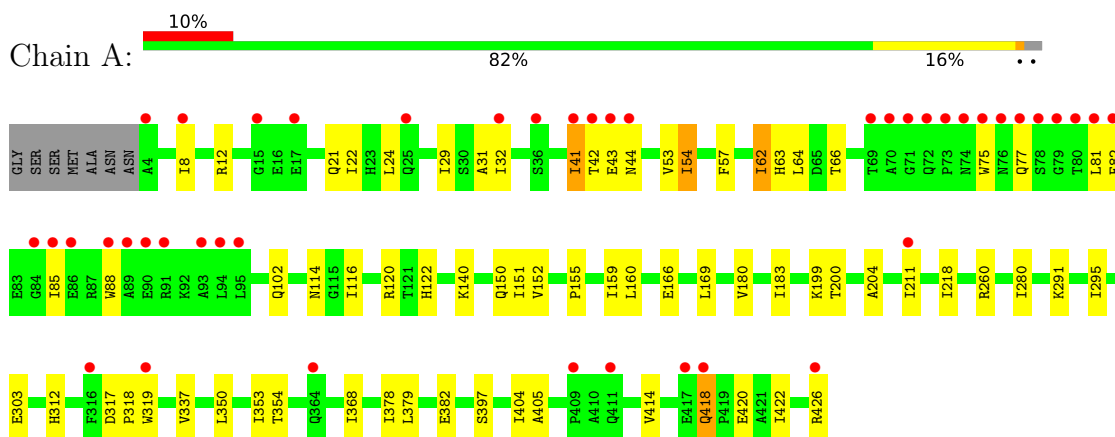 10%
Chain A:
82% 16% • •
GLY SER SER MET ALA ASN ASN A4 I8 R12 G15 E16 E17 Q21 I22 H23 L24 Q25 I29 S30 A31 I32 S36 I41 T42 E43 N44 V53 I54 F57 I62 H63 L64 D65 T66 T69 A70 G71 Q72 P73 N74 W75 N76 Q77 S78 G79 T80 L81
E83 G84 I85 E86 R87 W88 A89 E90 R91 K92 A93 L94 L95 Q102 N114 G115 I116 R120 T121 H122 K140 Q150 I151 V152 P155 I159 L160 E166 L169 V180 I183 K199 T200 A204 I211 I218 R260 I280 K291 I295
E303 H312 F316 D317 P318 W319 V337 L350 I353 T354 Q364 I368 I378 L379 E382 S397 I404 A405 P409 A410 Q411 V414 E417 Q418 P419 E420 A421 I422 R426